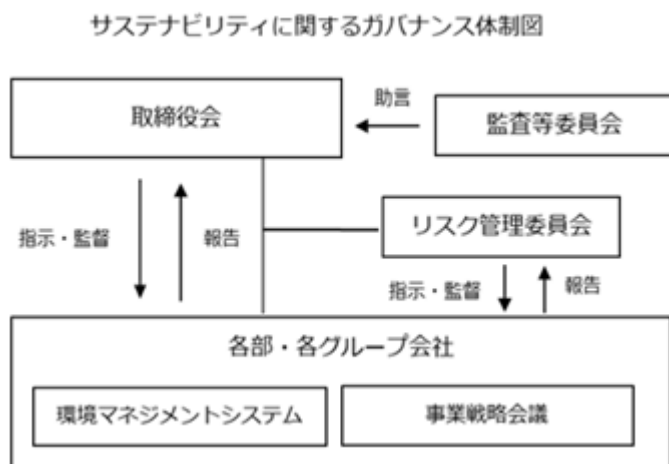 サステナビリティに関するガバナンス体制図
取締役会
助言
監査等委員会
指示・監督
報告
リスク管理委員会
指示・監督
報告
各部・各グループ会社
環境マネジメントシステム
事業戦略会議